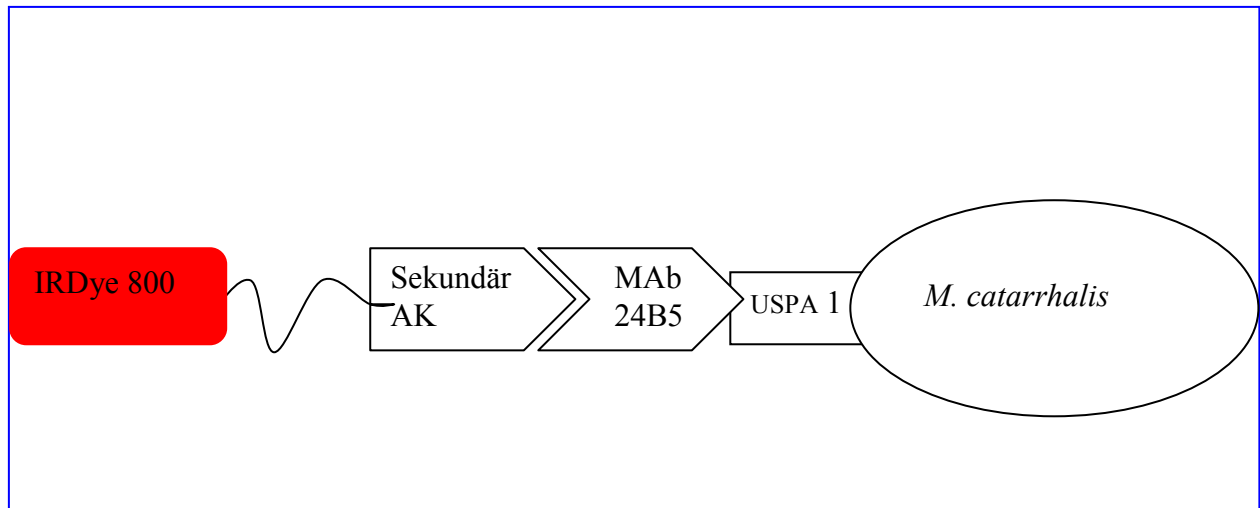 IRDye 800
Sekundär
AK
MAb
24B5
USPA 1
M. catarrhalis